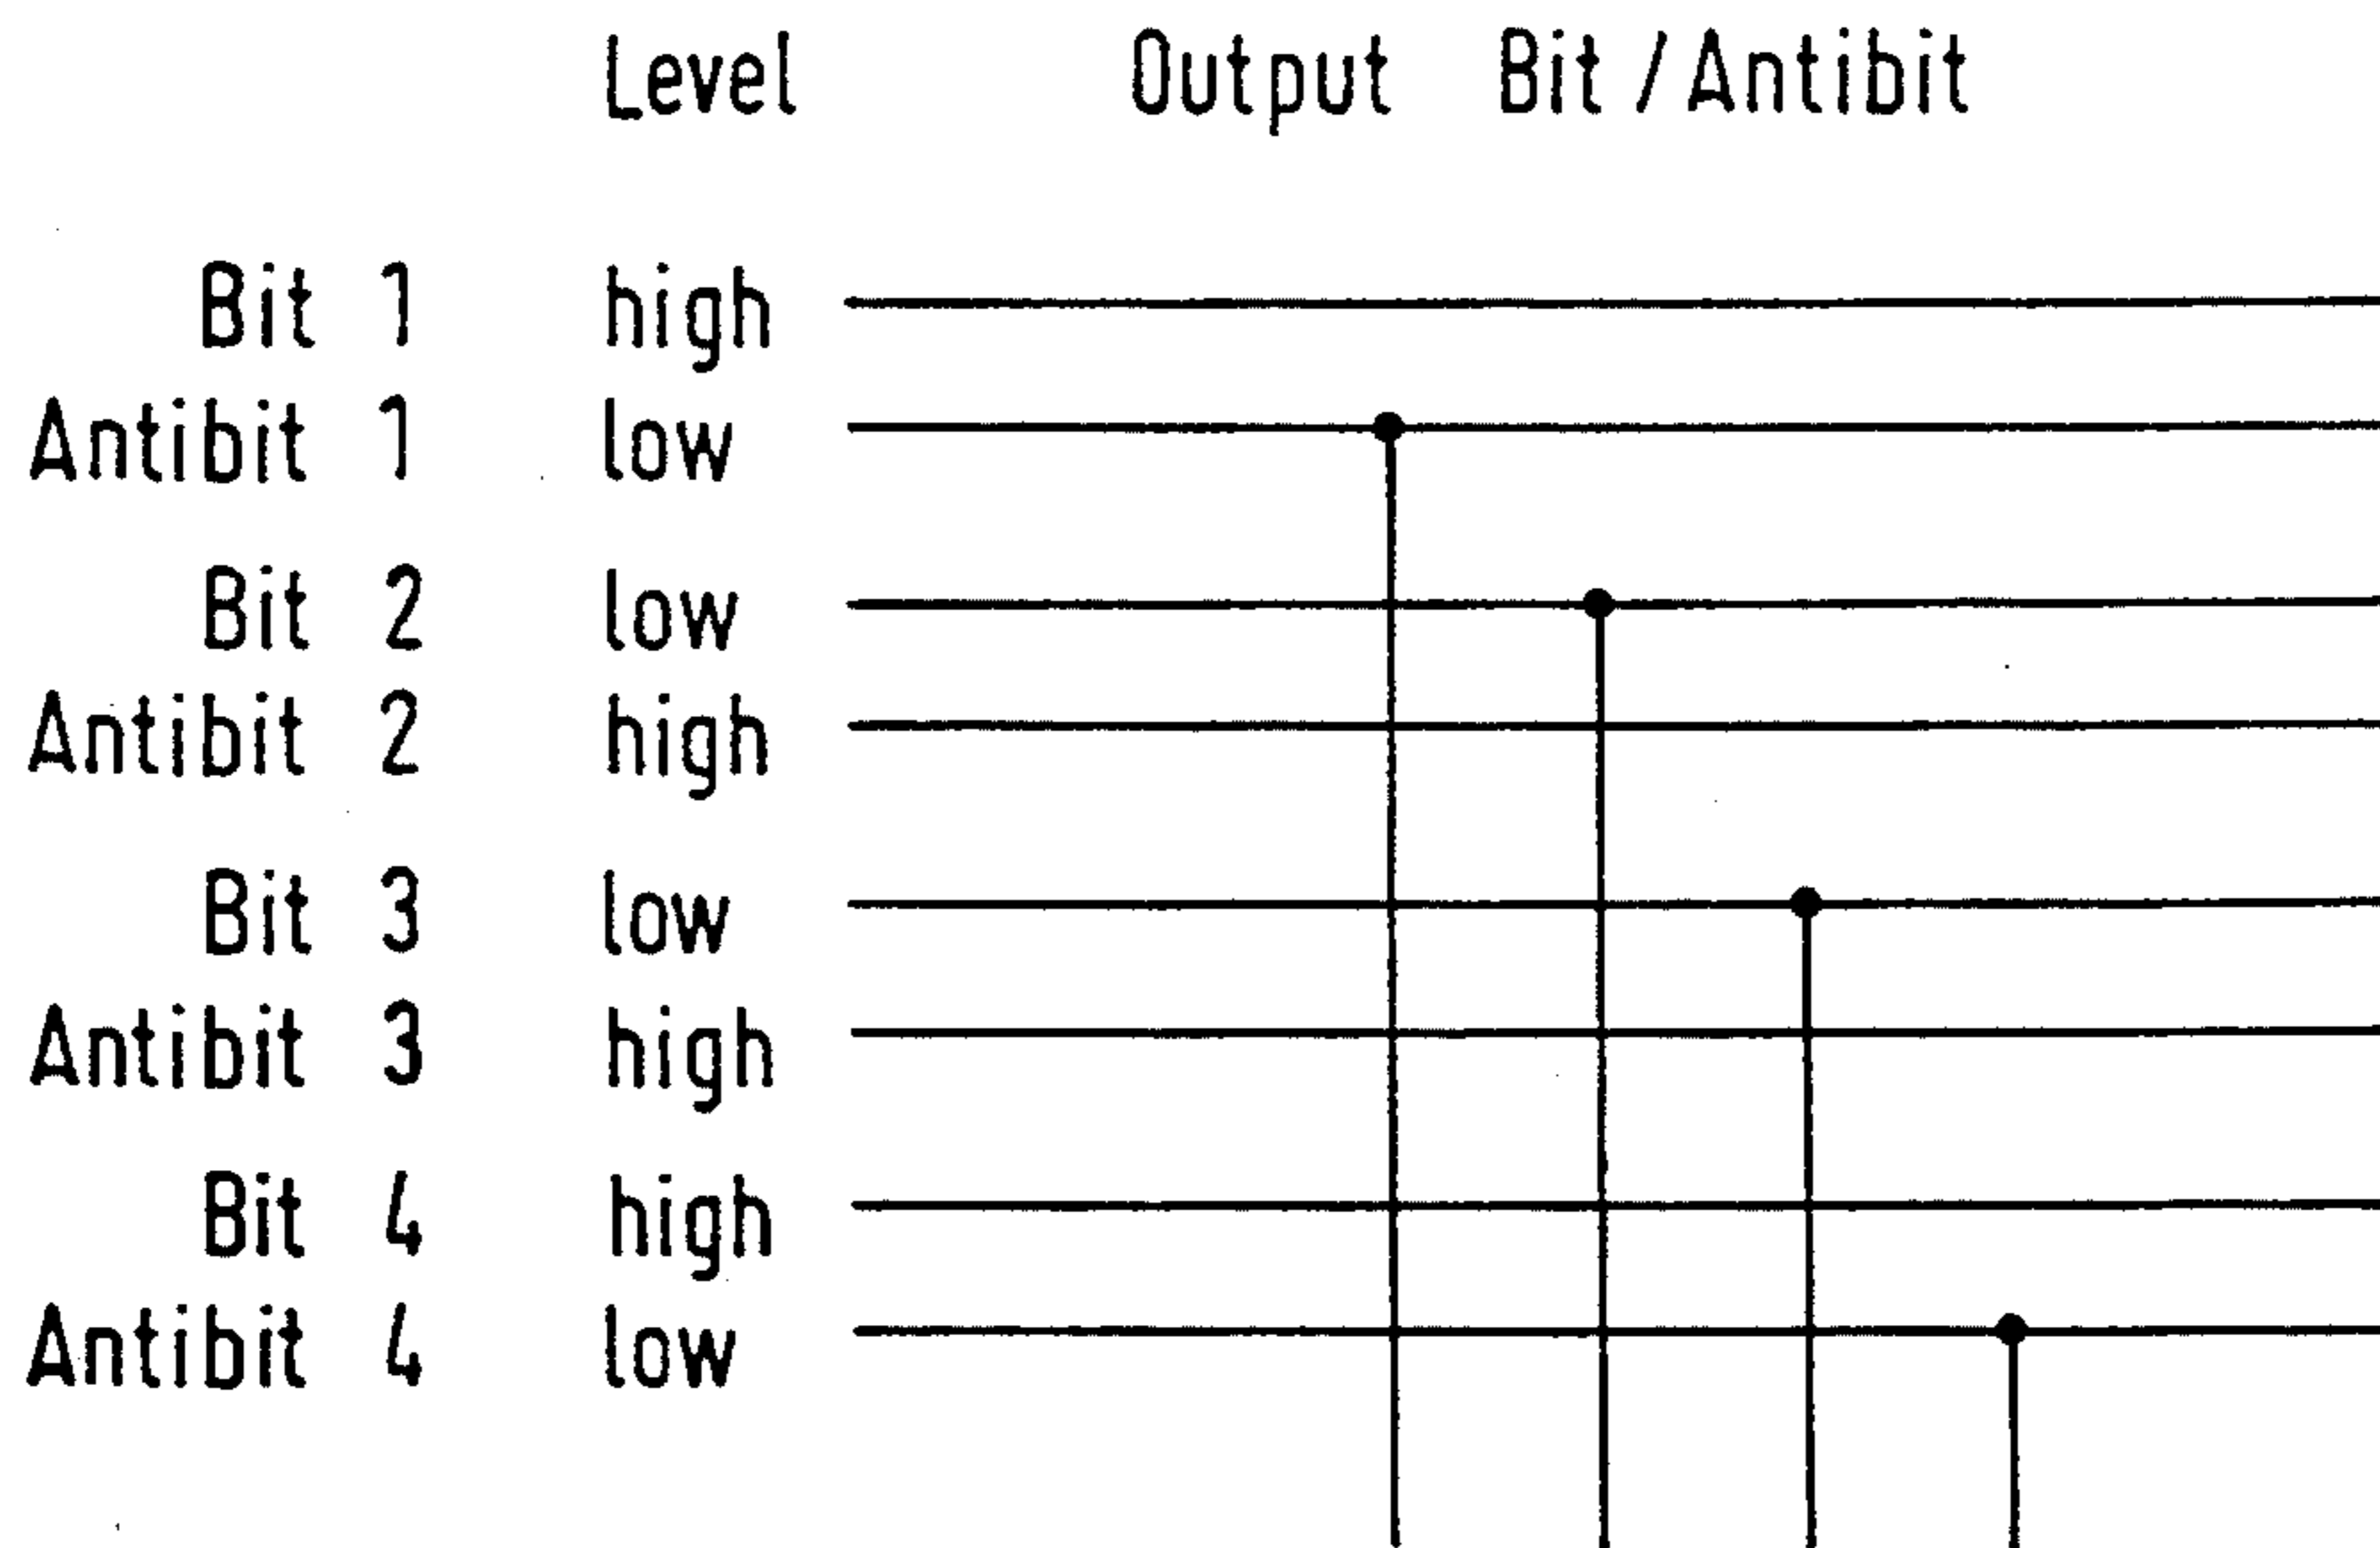 Level Output Bit / Antibit
Bit 1 high
Antibit 1 low
Bit 2 low
Antibit 2 high
Bit 3 low
Antibit 3 high
Bit 4 high
Antibit 4 low